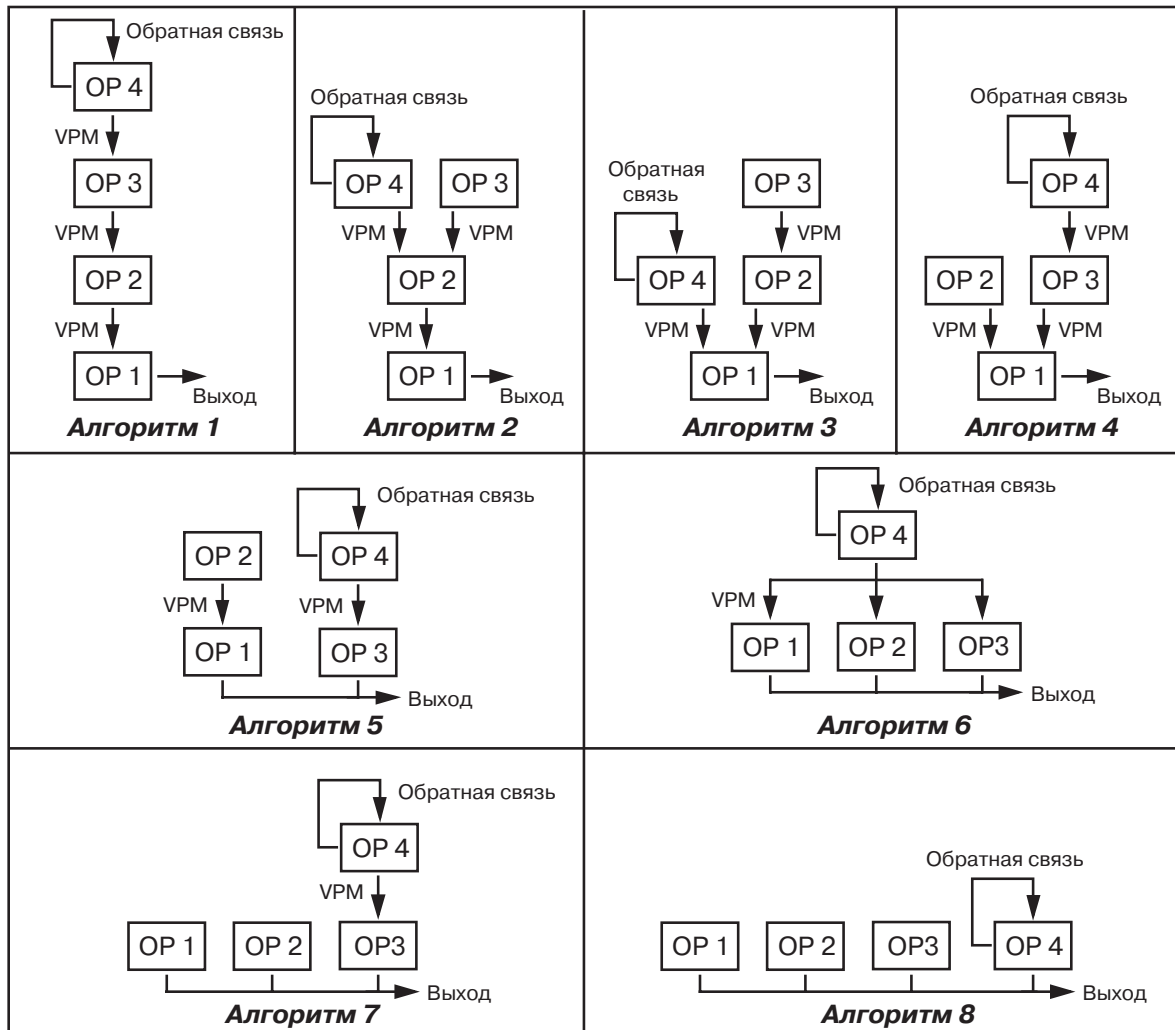 Обратная связь
OP 4
VPM
OP 3
VPM
OP 2
VPM
OP 1
Выход
Алгоритм 1
Обратная связь
OP 4
OP 3
VPM
VPM
OP 2
VPM
OP 1
Выход
Алгоритм 2
Обратная
связь
OP 3
VPM
OP 4
OP 2
VPM
VPM
OP 1
Выход
Алгоритм 3
Обратная связь
OP 4
VPM
OP 2
OP 3
VPM
VPM
OP 1
Выход
Алгоритм 4
Обратная связь
OP 2
OP 4
VPM
VPM
OP 1
OP 3
Выход
Алгоритм 5
Обратная связь
OP 4
VPM
OP 1
OP 2
OP3
Выход
Алгоритм 6
Обратная связь
OP 4
VPM
OP 1
OP 2
OP3
Выход
Алгоритм 7
Обратная связь
OP 1
OP 2
OP3
OP 4
Выход
Алгоритм 8